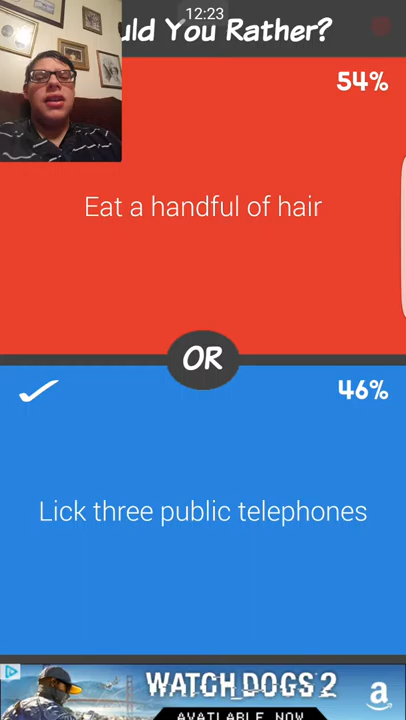 12:23
uld You Rather?
54%
Eat a handful of hair
OR
46%
Lick three public telephones
WATCH DOGS 2
AVAILABLE NOW
a